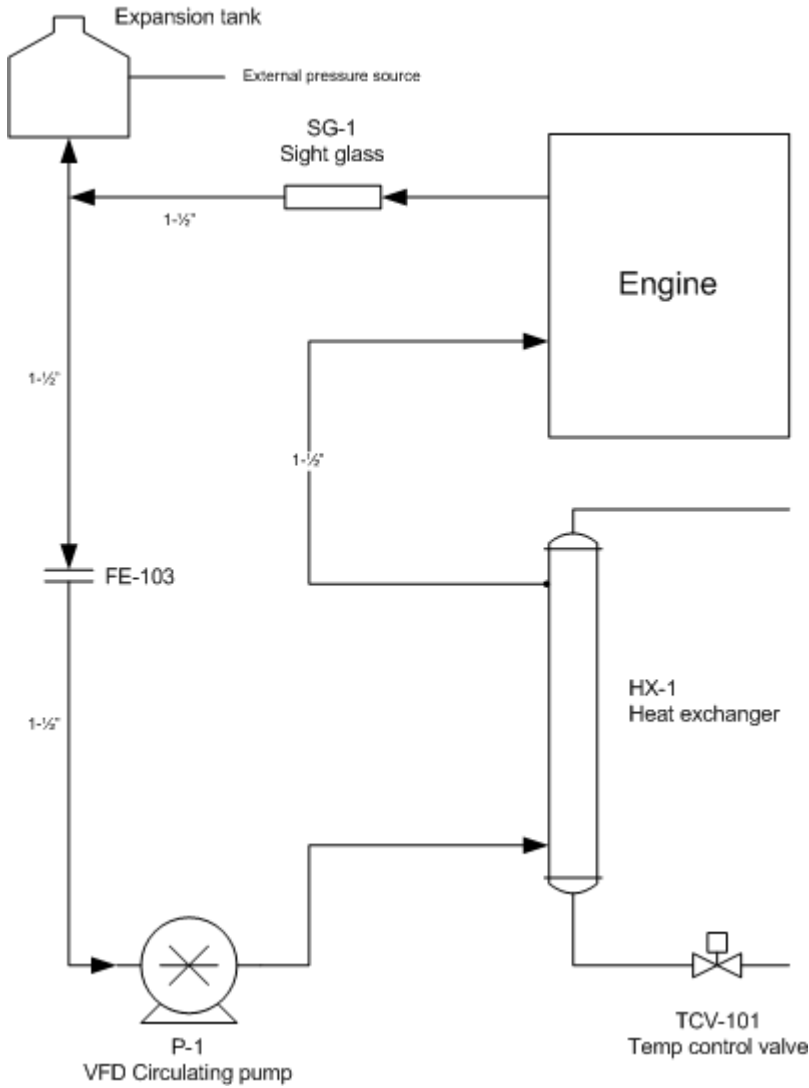 Expansion tank
External pressure source
SG-1
Sight glass
1-½"
Engine
1-½"
1-½"
FE-103
HX-1
Heat exchanger
1-½"
P-1
VFD Circulating pump
TCV-101
Temp control valve